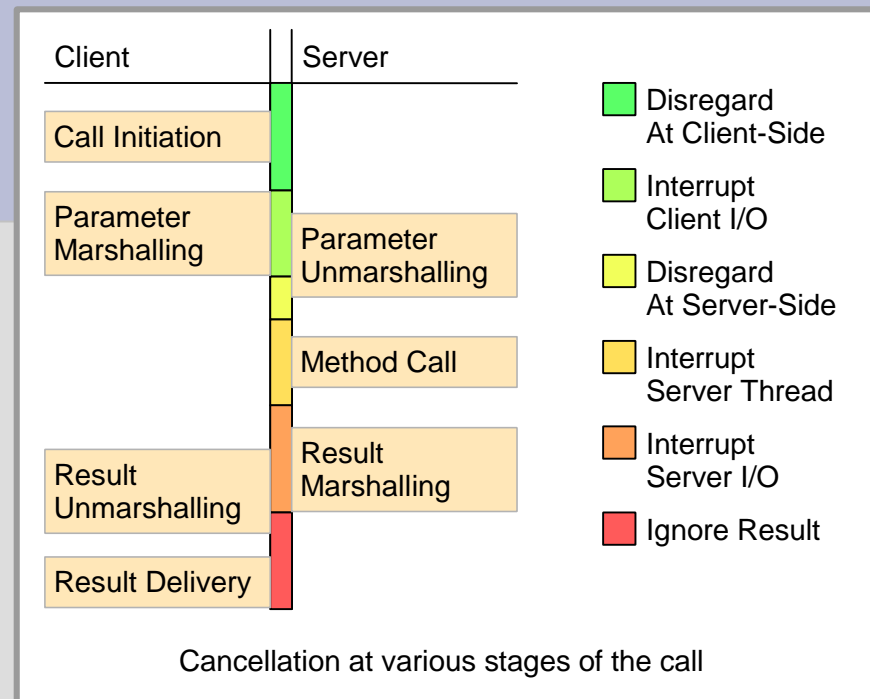 Client
Server
Call Initiation
Parameter
Marshalling
Parameter
Unmarshalling
Method Call
Result
Marshalling
Result
Unmarshalling
Result Delivery
Disregard
At Client-Side
Interrupt
Client I/O
Disregard
At Server-Side
Interrupt
Server Thread
Interrupt
Server I/O
Ignore Result
Cancellation at various stages of the call